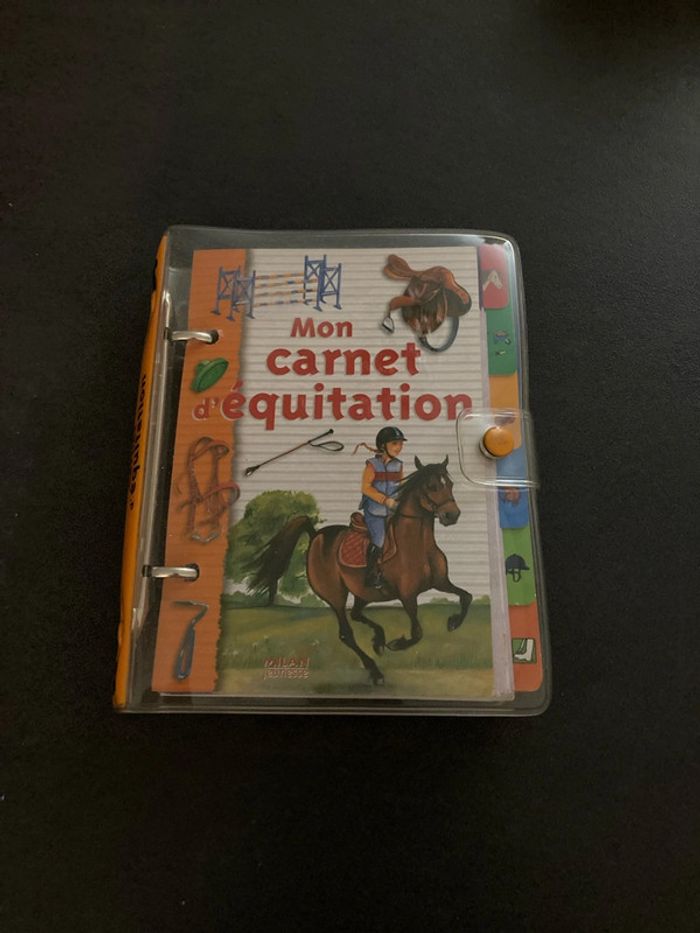 Mon
carnet
d'équitation
MILAN
jeunesse